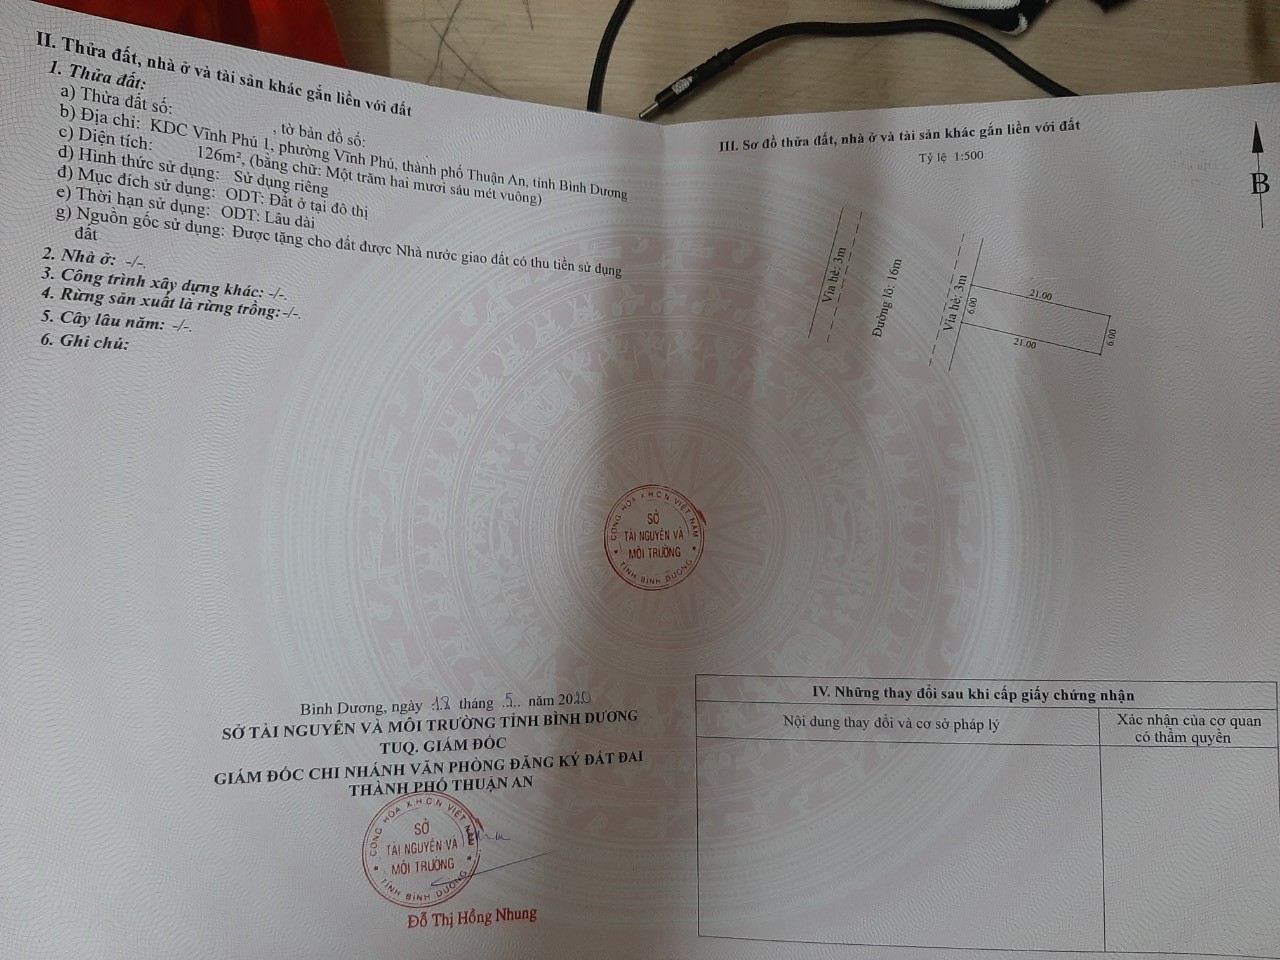 II. Thửa đất, nhà ở và tài sản khác gắn liền với đất
1. Thửa đất:
a) Thửa đất số: , tờ bản đồ số:
b) Địa chỉ: KDC Vĩnh Phú 1, phường Vĩnh Phú, thành phố Thuận An, tỉnh Bình Dương
c) Diện tích: 126m², (bằng chữ: Một trăm hai mươi sáu mét vuông)
d) Hình thức sử dụng: Sử dụng riêng
đ) Mục đích sử dụng: ODT: Đất ở tại đô thị
e) Thời hạn sử dụng: ODT: Lâu dài
g) Nguồn gốc sử dụng: Được tặng cho đất được Nhà nước giao đất có thu tiền sử dụng
đất
2. Nhà ở: -/-.
3. Công trình xây dựng khác: -/-.
4. Rừng sản xuất là rừng trồng:-/-.
5. Cây lâu năm: -/-.
6. Ghi chú:
III. Sơ đồ thửa đất, nhà ở và tài sản khác gắn liền với đất
Tỷ lệ 1:500
B
Vỉa hè: 3m
Đường lô: 16m
Vỉa hè: 3m
6.00
21.00
21.00
6.00
CỘNG HÒA X.H.C.N VIỆT NAM
SỞ
TÀI NGUYÊN VÀ
MÔI TRƯỜNG
TỈNH BÌNH DƯƠNG
Bình Dương, ngày 18 tháng 5 năm 2020
SỞ TÀI NGUYÊN VÀ MÔI TRƯỜNG TỈNH BÌNH DƯƠNG
TUQ. GIÁM ĐỐC
GIÁM ĐỐC CHI NHÁNH VĂN PHÒNG ĐĂNG KÝ ĐẤT ĐAI
THÀNH PHỐ THUẬN AN
CỘNG HÒA X.H.C.N VIỆT NAM
SỞ
TÀI NGUYÊN VÀ
MÔI TRƯỜNG
TỈNH BÌNH DƯƠNG
Đỗ Thị Hồng Nhung
IV. Những thay đổi sau khi cấp giấy chứng nhận
Nội dung thay đổi và cơ sở pháp lý
Xác nhận của cơ quan
có thẩm quyền